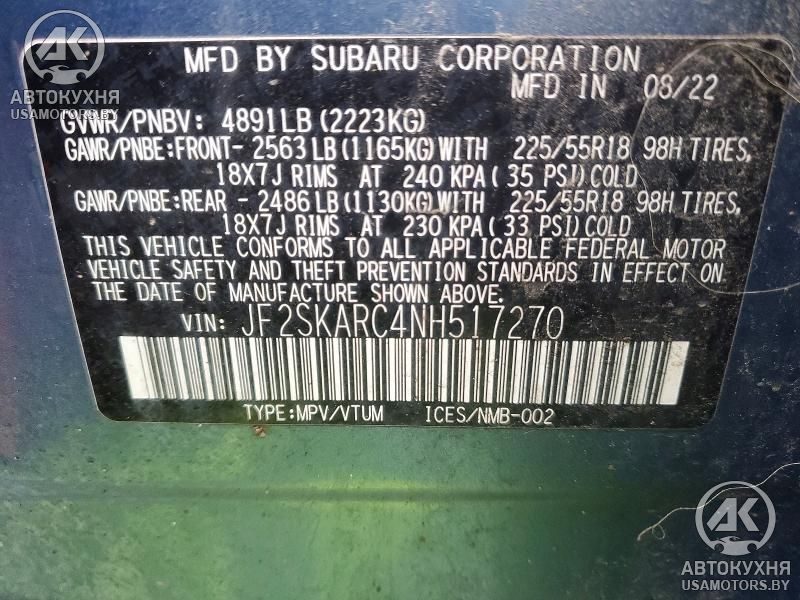 MFD BY SUBARU CORPORATION
MFD IN 08/22
GVWR/PNBV: 4891LB(2223KG)
GAWR/PNBE:FRONT- 2563LB(1165KG)WITH 225/55R18 98H TIRES,
18X7J RIMS AT 240 KPA( 35 PSI)COLD
GAWR/PNBE:REAR - 2486LB(1130KG)WITH 225/55R18 98H TIRES,
18X7J RIMS AT 230 KPA( 33 PSI)COLD
THIS VEHICLE CONFORMS TO ALL APPLICABLE FEDERAL MOTOR
VEHICLE SAFETY AND THEFT PREVENTION STANDARDS IN EFFECT ON
THE DATE OF MANUFACTURE SHOWN ABOVE.
VIN: JF2SKARC4NH517270
TYPE:MPV/VTUM ICES/NMB-002
АК
АВТОКУХНЯ
USAMOTORS.BY
АК
АВТОКУХНЯ
USAMOTORS.BY